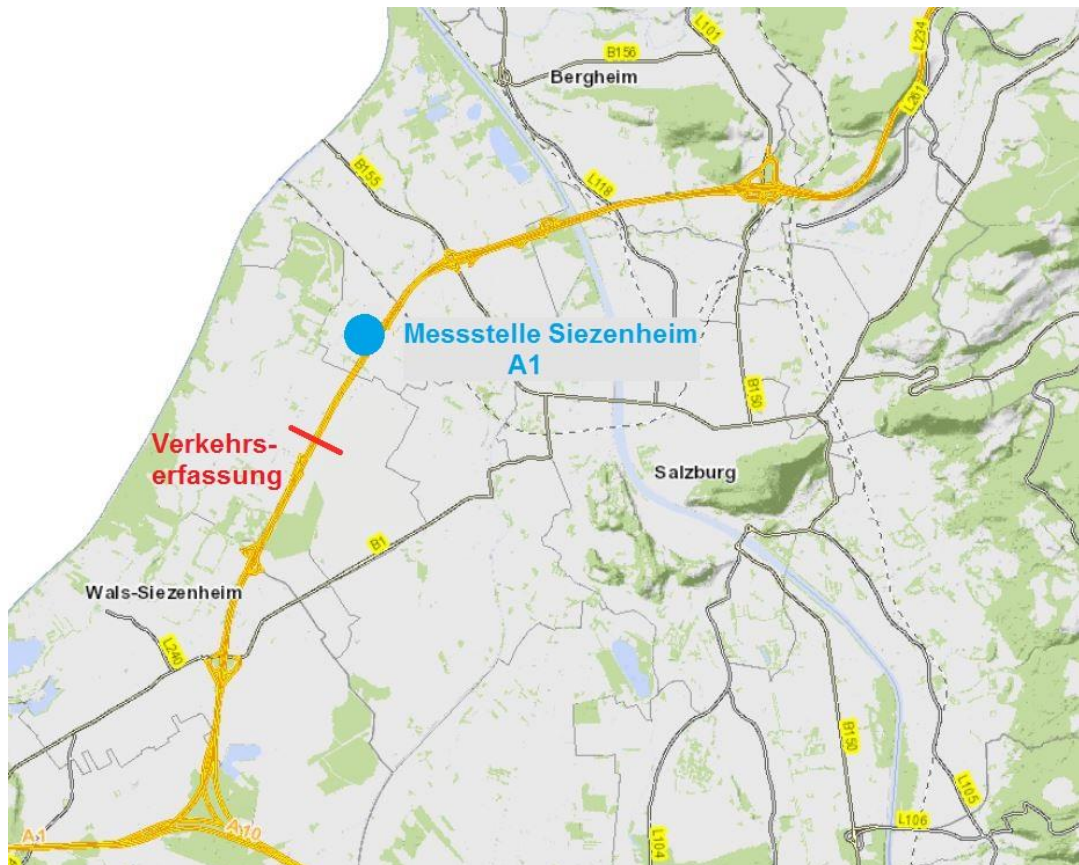 L101
L234
B156
Bergheim
L261
B155
L118
Messstelle Siezenheim
A1
B150
Verkehrs-
erfassung
Salzburg
B1
Wals-Siezenheim
L240
B150
L105
A1
A10
L104
L106